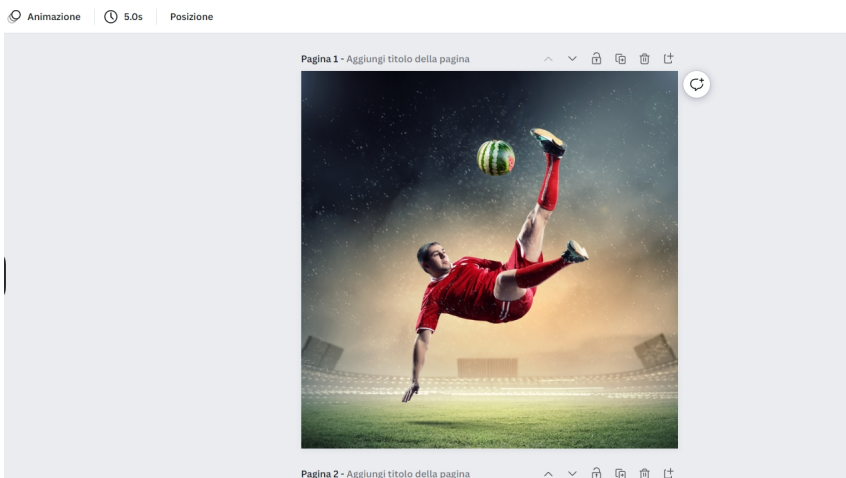 Animazione 5.0s Posizione
Pagina 1 - Aggiungi titolo della pagina
Pagina 2 - Aggiungi titolo della pagina